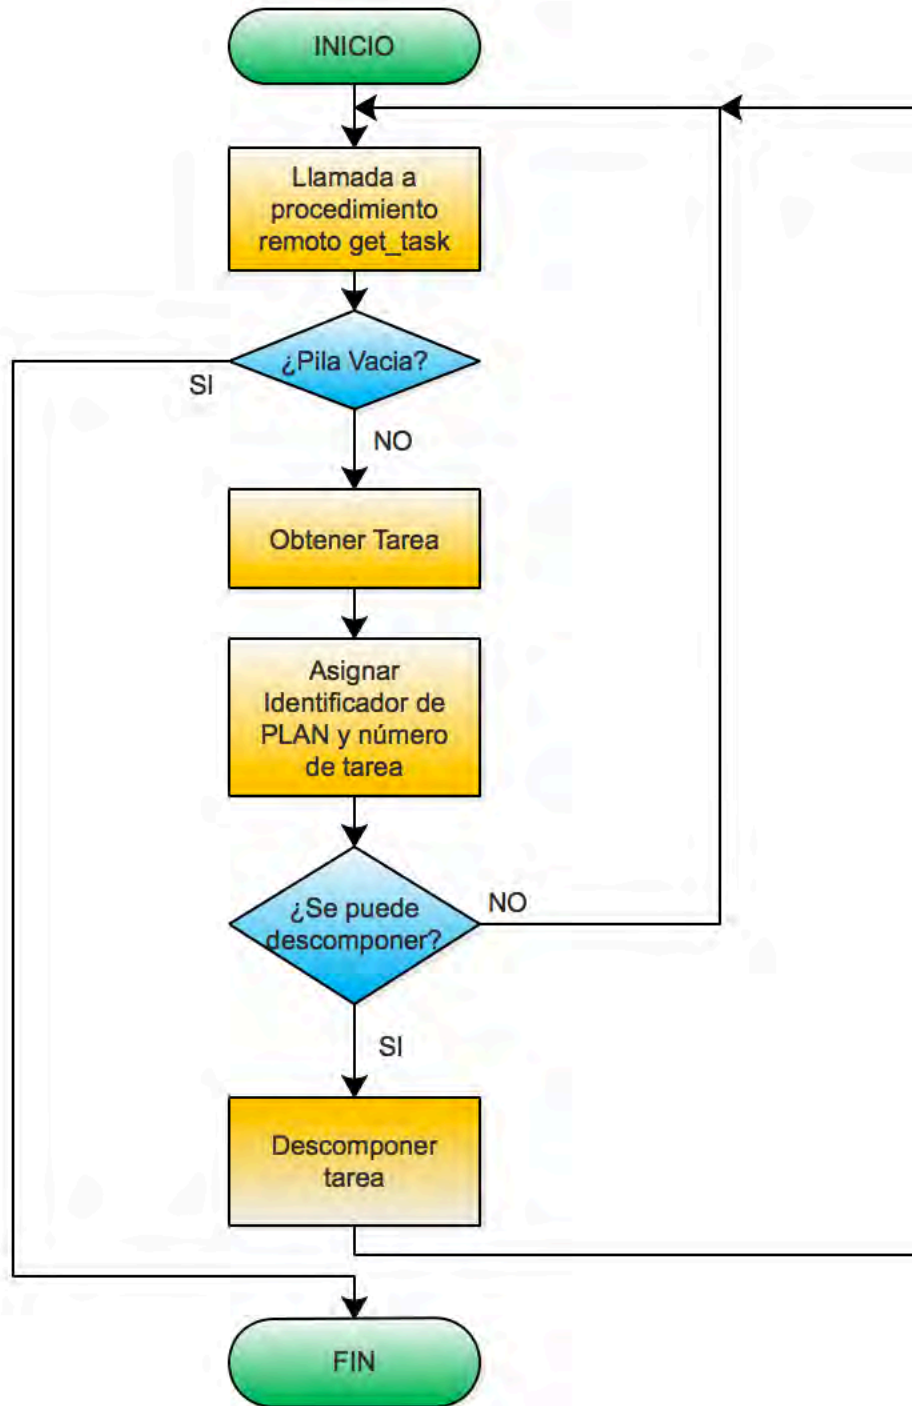 INICIO
Llamada a
procedimiento
remoto get_task
¿Pila Vacia?
SI
NO
Obtener Tarea
Asignar
Identificador de
PLAN y número
de tarea
¿Se puede
descomponer?
NO
SI
Descomponer
tarea
FIN